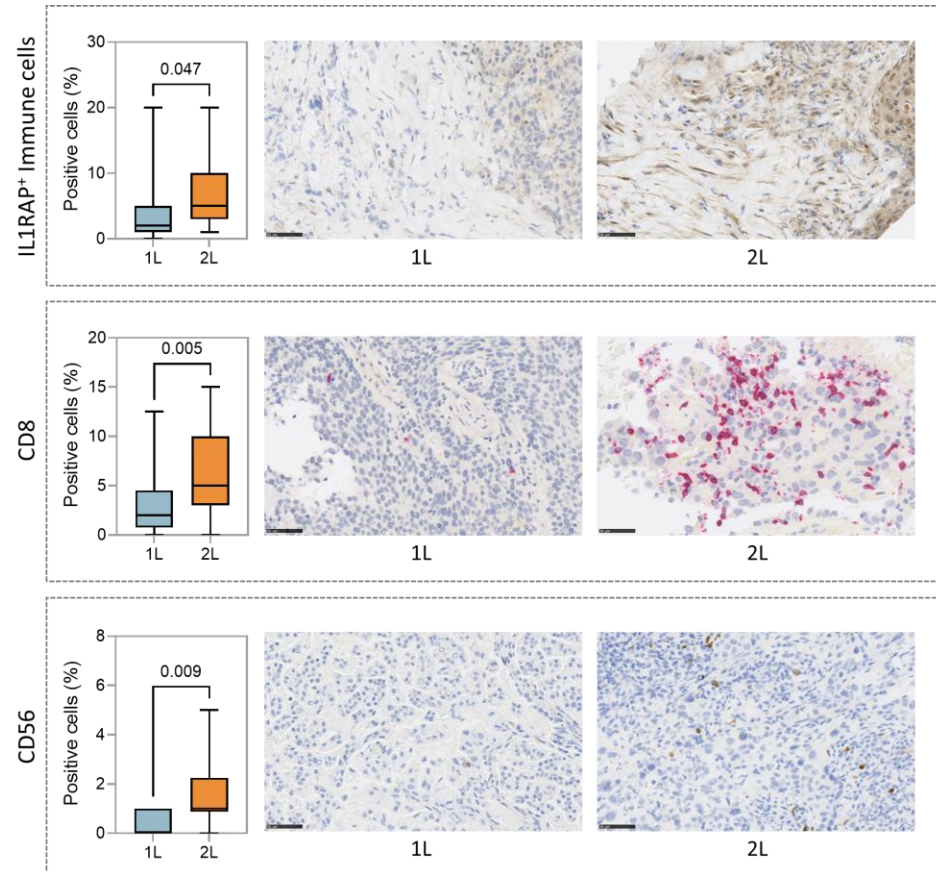 IL1RAP⁺ Immune cells
Positive cells (%)
30
20
10
0
0.047
1L
2L
1L
2L
CD8
Positive cells (%)
20
15
10
5
0
0.005
1L
2L
1L
2L
CD56
Positive cells (%)
8
6
4
2
0
0.009
1L
2L
1L
2L